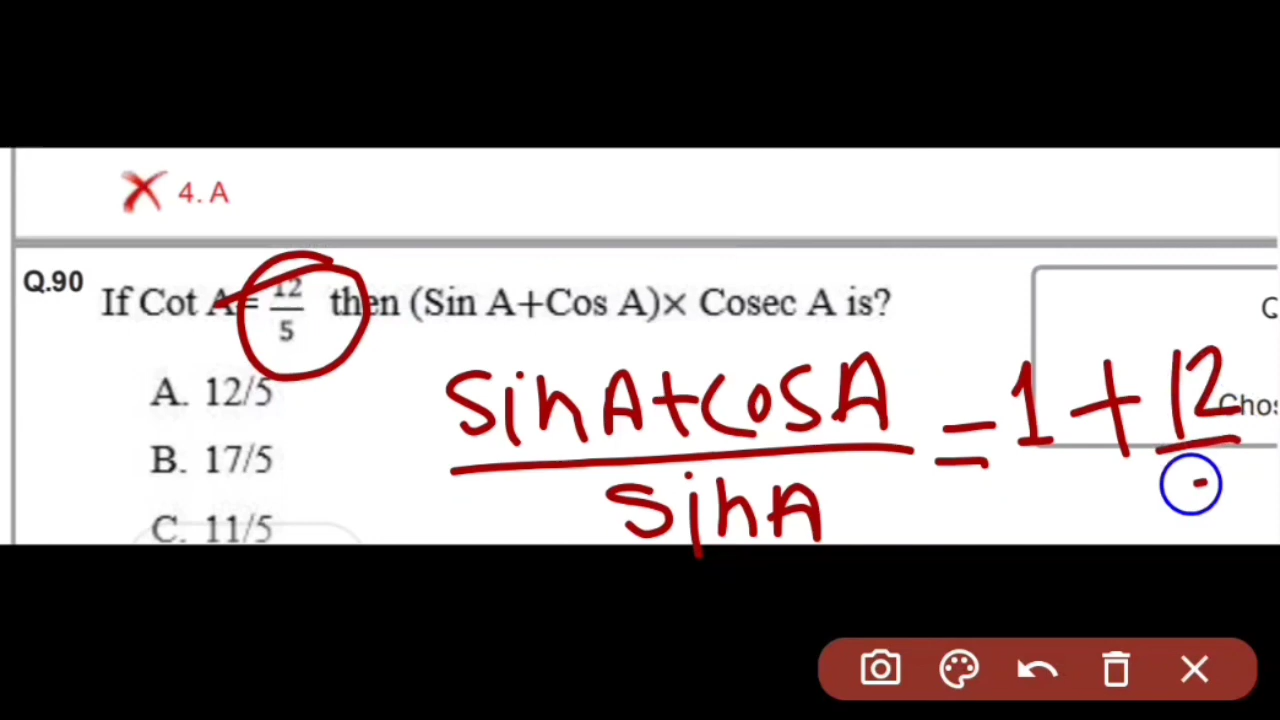 4. A
Q.90
If Cot A= 12/5 then (Sin A+Cos A)× Cosec A is?
A. 12/5
B. 17/5
C. 11/5
sinA+cosA
sinA
= 1 + 12